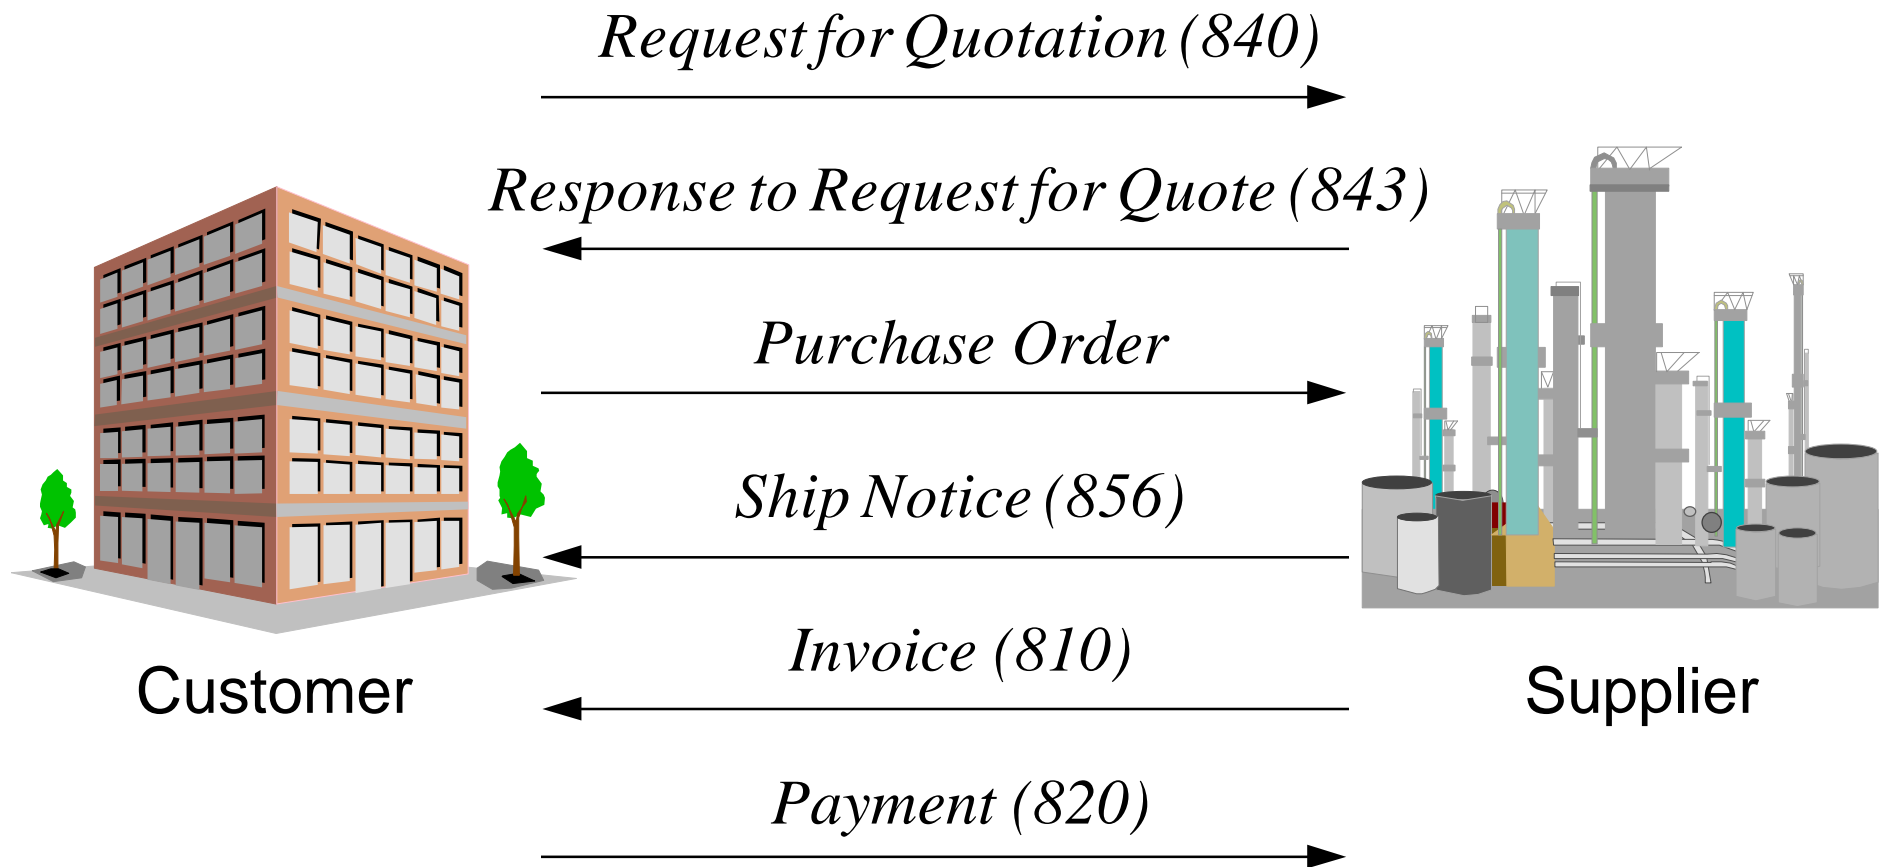 Request for Quotation (840)
Response to Request for Quote (843)
Purchase Order
Ship Notice (856)
Invoice (810)
Customer
Supplier
Payment (820)